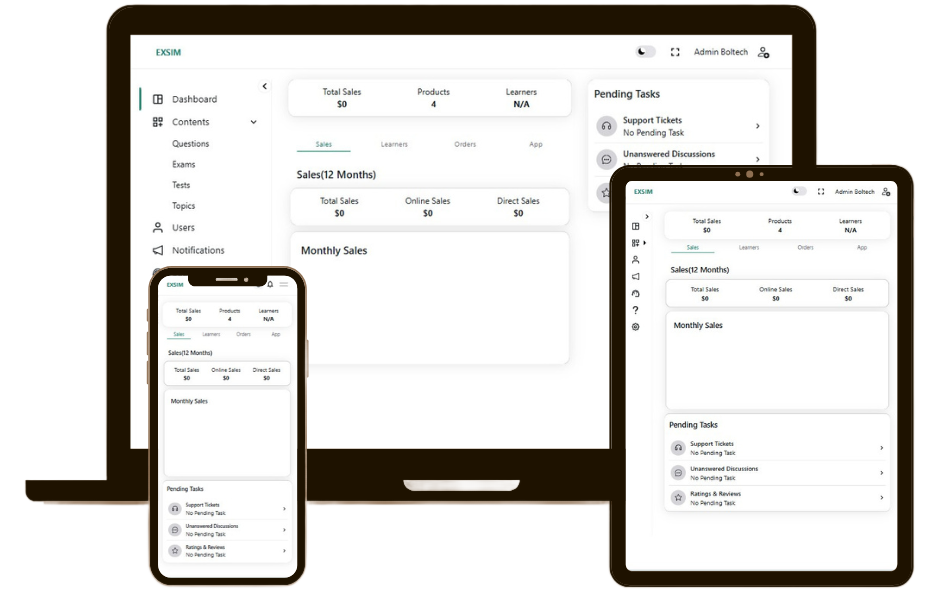 EXSIM
Admin Boltech
Dashboard
Contents
Questions
Exams
Tests
Topics
Users
Notifications
Total Sales Products Learners
$0 4 N/A
Sales Learners Orders App
Sales(12 Months)
Total Sales Online Sales Direct Sales
$0 $0 $0
Monthly Sales
Pending Tasks
Support Tickets
No Pending Task
Unanswered Discussions
No Pending Task
EXSIM
Total Sales Products Learners
$0 4 N/A
Sales Learners Orders App
Sales(12 Months)
Total Sales Online Sales Direct Sales
$0 $0 $0
Monthly Sales
Pending Tasks
Support Tickets
No Pending Task
Unanswered Discussions
No Pending Task
Ratings & Reviews
No Pending Task
EXSIM
Admin Boltech
Total Sales Products Learners
$0 4 N/A
Sales Learners Orders App
Sales(12 Months)
Total Sales Online Sales Direct Sales
$0 $0 $0
Monthly Sales
Pending Tasks
Support Tickets
No Pending Task
Unanswered Discussions
No Pending Task
Ratings & Reviews
No Pending Task